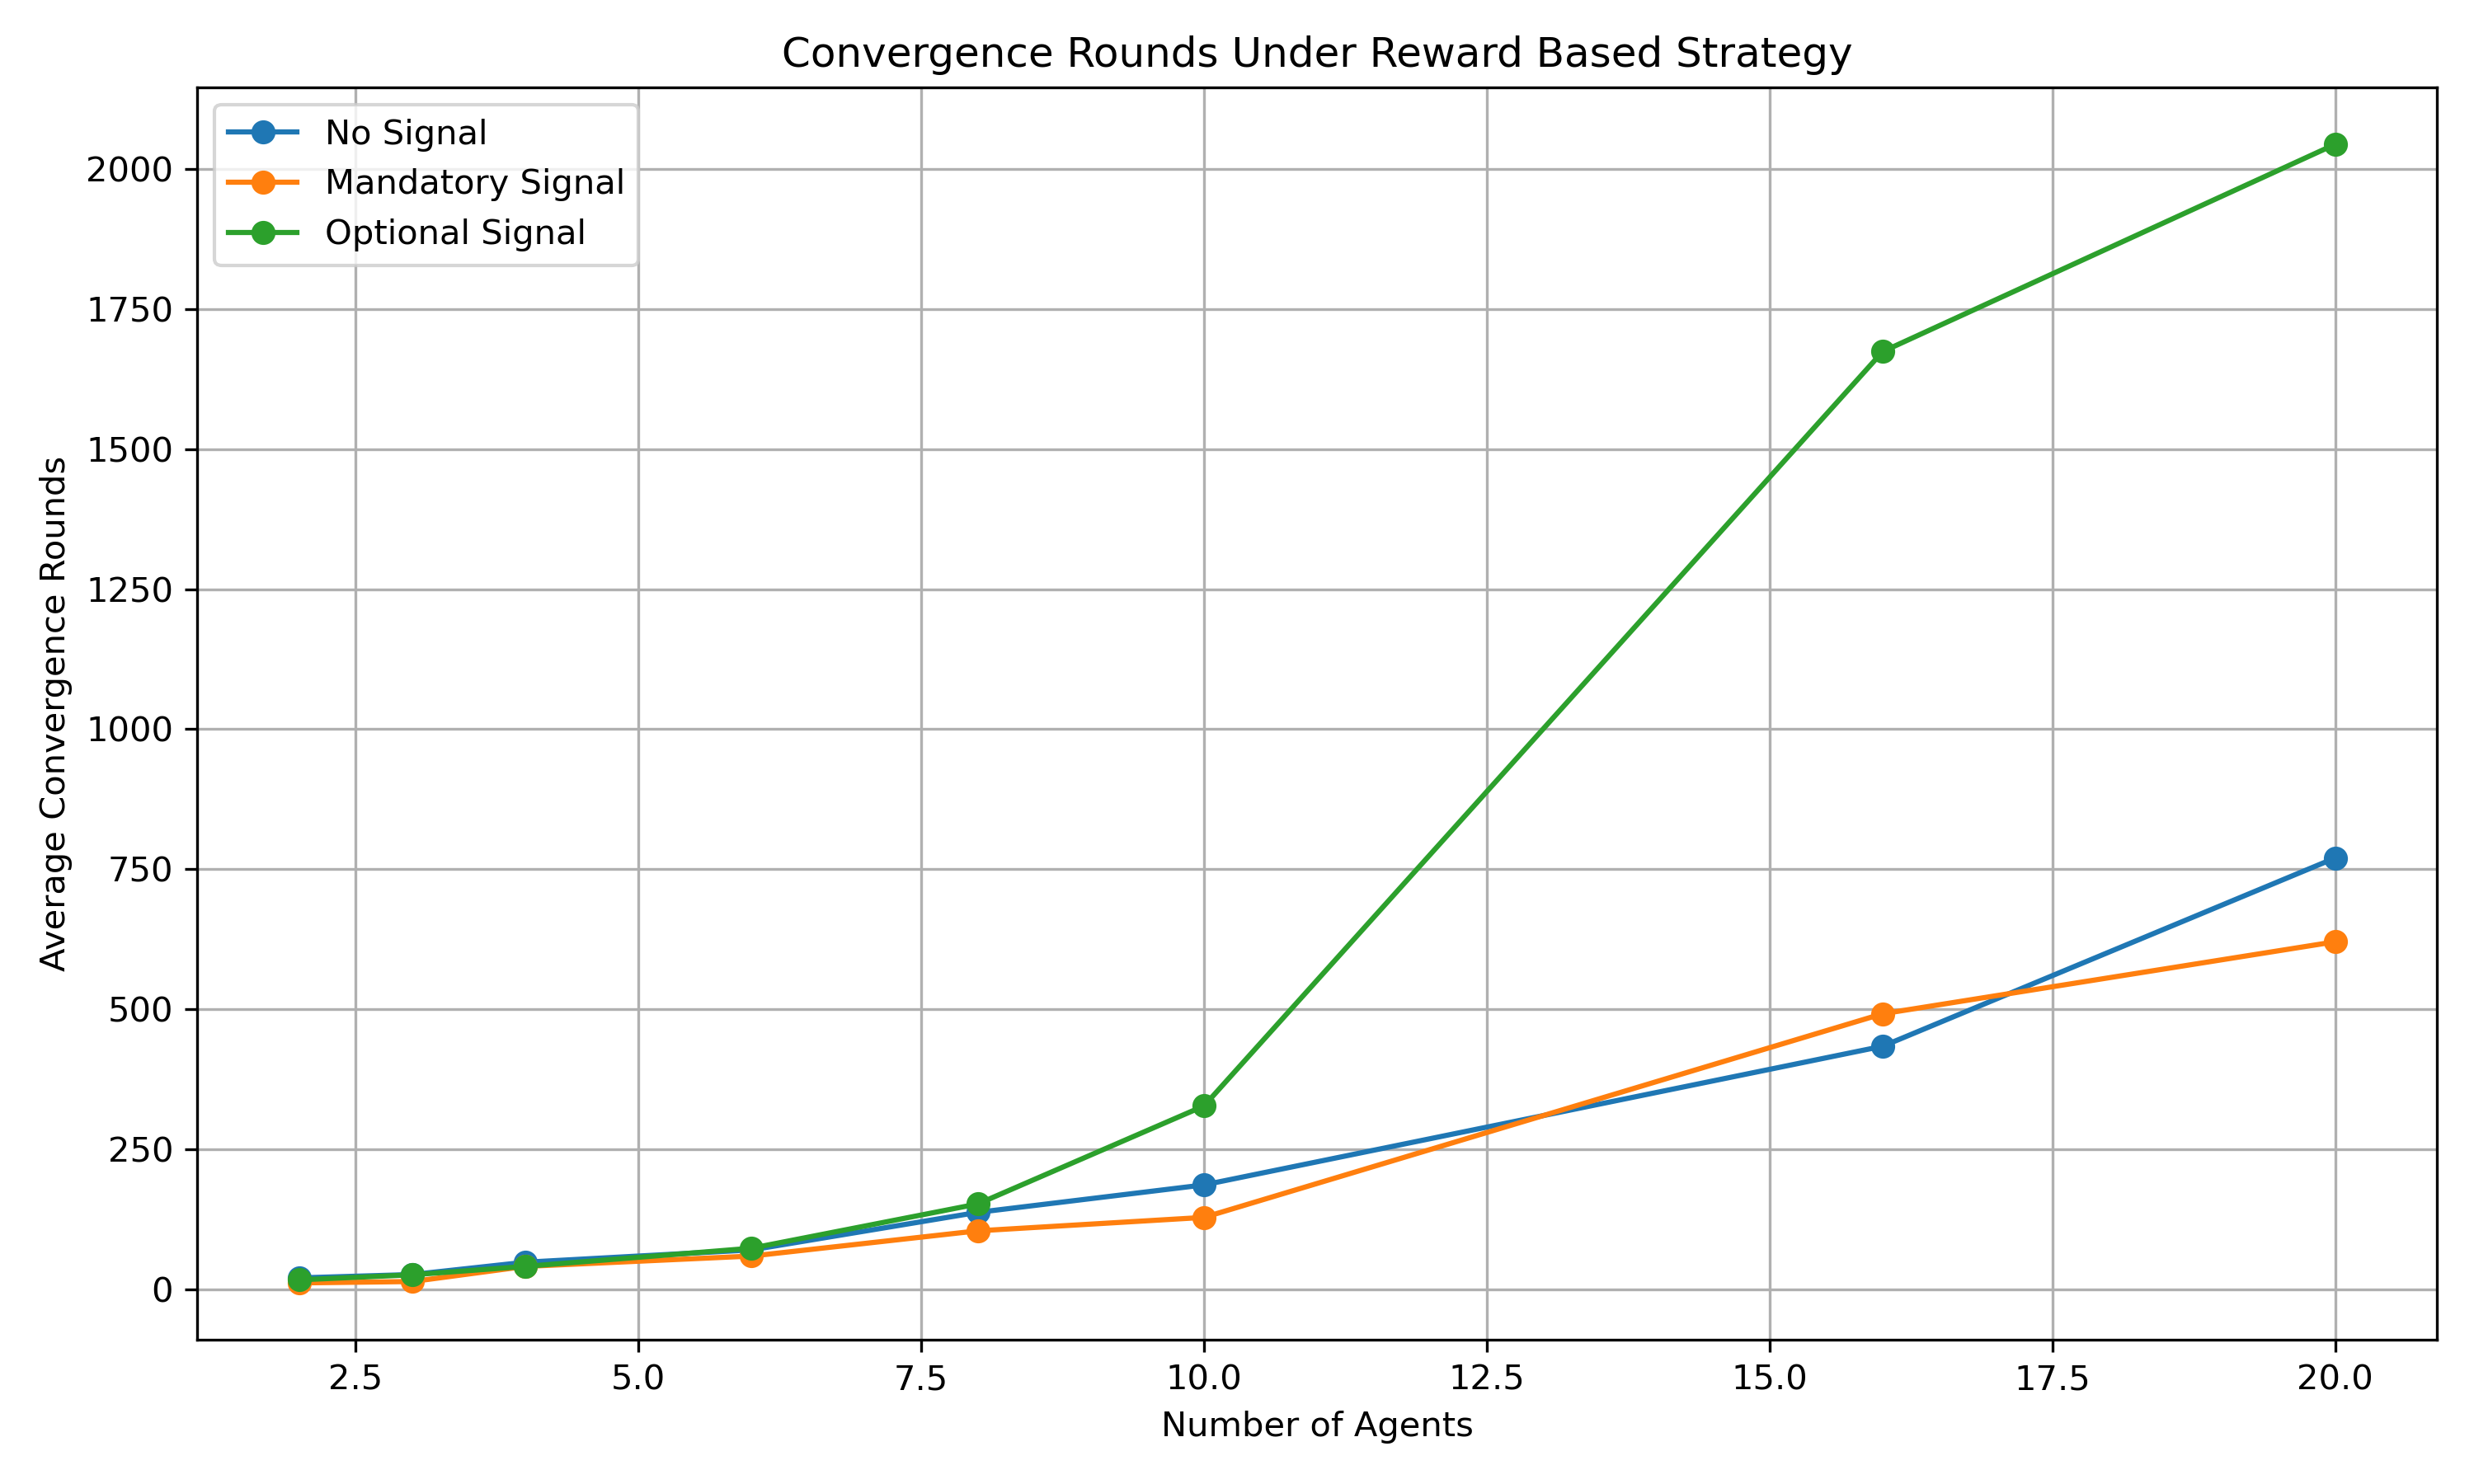 Convergence Rounds Under Reward Based Strategy
No Signal
Mandatory Signal
Optional Signal
Average Convergence Rounds
2000
1750
1500
1250
1000
750
500
250
0
2.5 5.0 7.5 10.0 12.5 15.0 17.5 20.0
Number of Agents